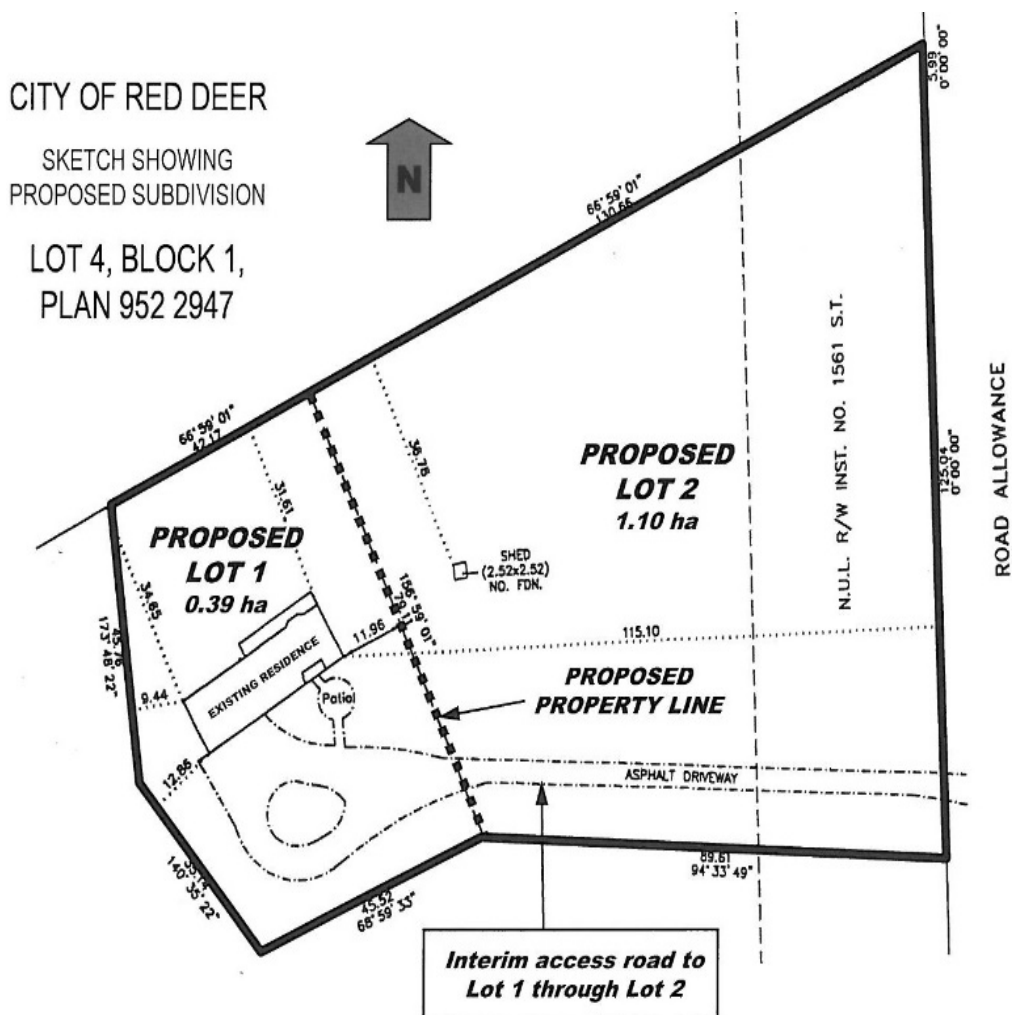 CITY OF RED DEER
SKETCH SHOWING
PROPOSED SUBDIVISION
LOT 4, BLOCK 1,
PLAN 952 2947
N
5.99
0°00'00"
66°59'01"
130.66
N.U.L. R/W INST. NO. 1561 S.T.
ROAD ALLOWANCE
125.04
0°00'00"
66°59'01"
42.17
31.61
PROPOSED
LOT 1
0.39 ha
PROPOSED
LOT 2
1.10 ha
SHED
(2.52x2.52)
NO. FDN.
34.65
45.76
173°48'22"
9.44
EXISTING RESIDENCE
11.96
156°59'01"
79.11
115.10
Patio
PROPOSED
PROPERTY LINE
12.86
ASPHALT DRIVEWAY
140°35'22"
45.52
68°59'33"
89.61
94°33'49"
Interim access road to
Lot 1 through Lot 2